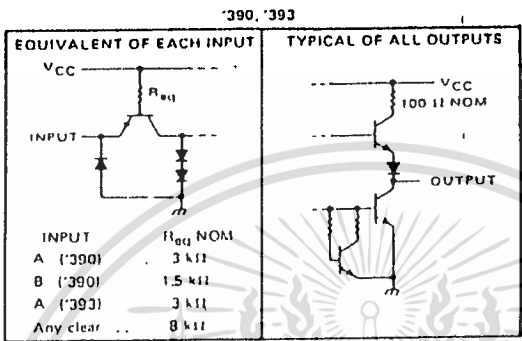 '390, '393
EQUIVALENT OF EACH INPUT
VCC
Req
INPUT
INPUT Req NOM
A ('390) . 3 kΩ
B ('390) 1.5 kΩ
A ('393) 3 kΩ
Any clear .. 8 kΩ
TYPICAL OF ALL OUTPUTS
VCC
100 Ω NOM
OUTPUT